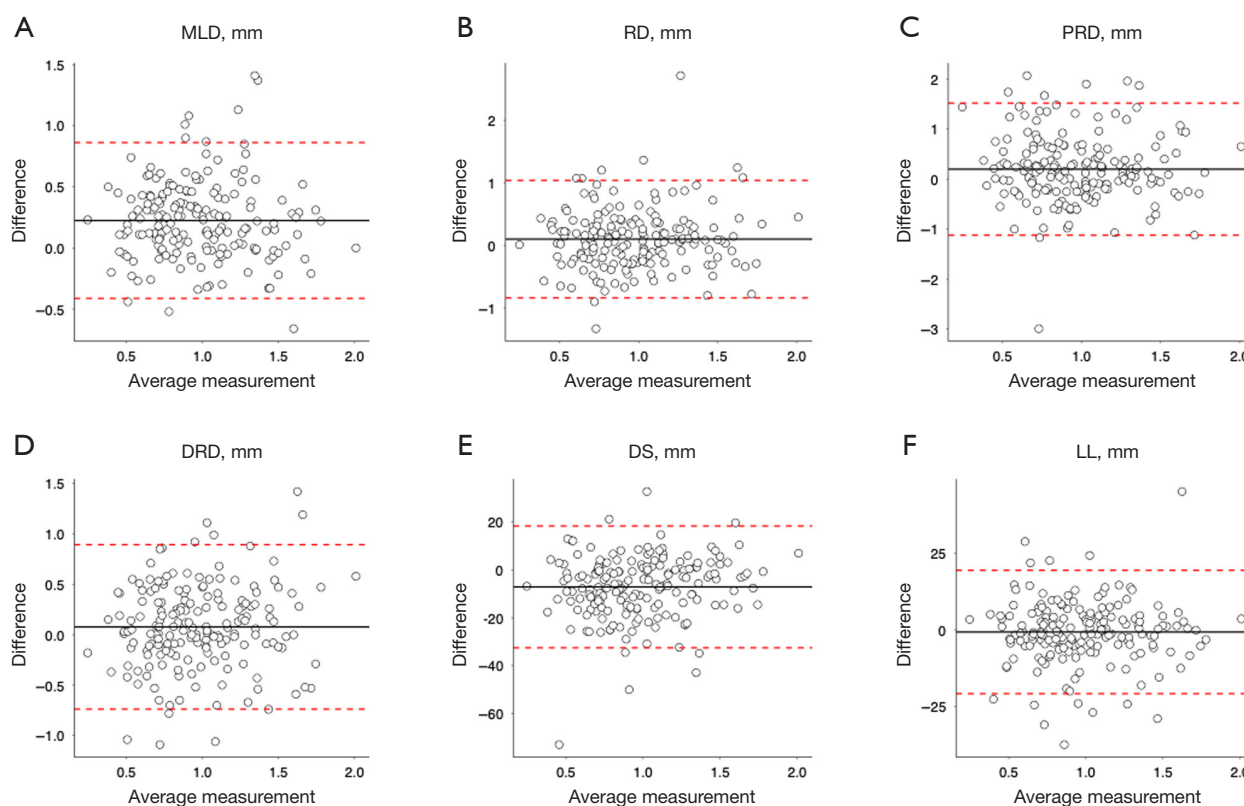 A
MLD, mm
1.5
1.0
0.5
0.0
−0.5
Difference
0.5 1.0 1.5 2.0
Average measurement
B
RD, mm
2
1
0
−1
Difference
0.5 1.0 1.5 2.0
Average measurement
C
PRD, mm
2
1
0
−1
−2
−3
Difference
0.5 1.0 1.5 2.0
Average measurement
D
DRD, mm
1.5
1.0
0.5
0.0
−0.5
−1.0
Difference
0.5 1.0 1.5 2.0
Average measurement
E
DS, mm
20
0
−20
−40
−60
Difference
0.5 1.0 1.5 2.0
Average measurement
F
LL, mm
25
0
−25
Difference
0.5 1.0 1.5 2.0
Average measurement